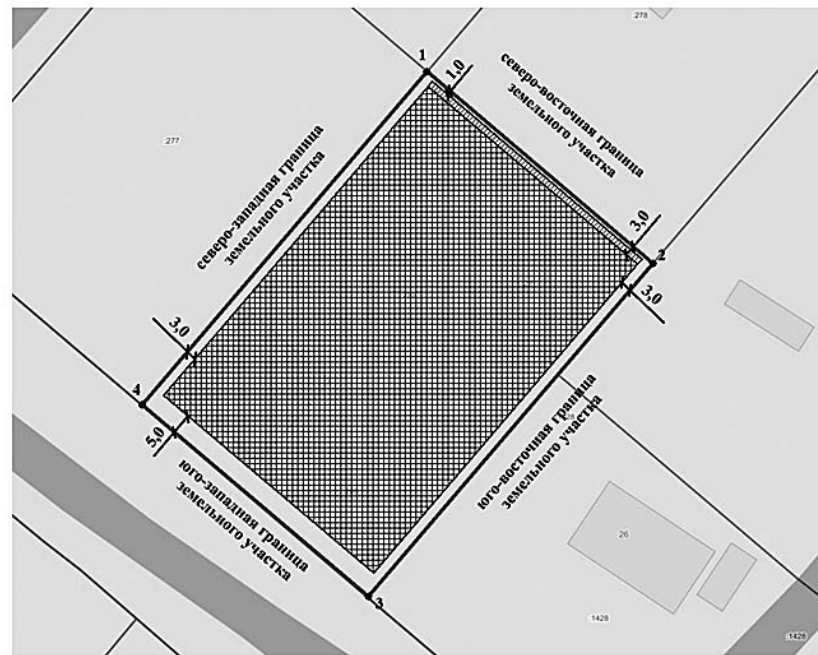 278
1
1,0
северо-восточная граница
земельного участка
277
северо-западная граница
земельного участка
3,0
2
3,0
3,0
4
5,0
юго-западная граница
земельного участка
юго-восточная граница
земельного участка
26
3
1428
1428